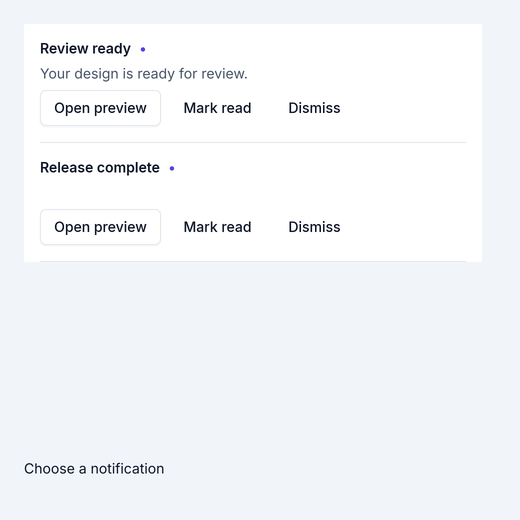 Review ready
Your design is ready for review.
Open preview Mark read Dismiss
Release complete
Open preview Mark read Dismiss
Choose a notification